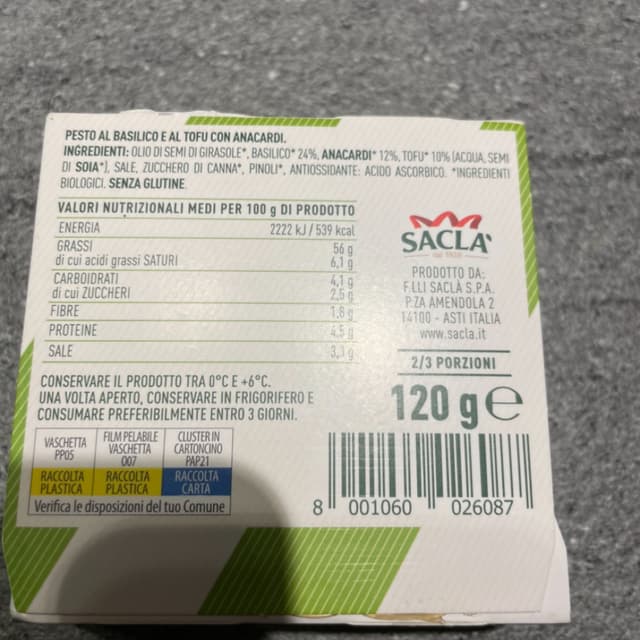 PESTO AL BASILICO E AL TOFU CON ANACARDI.
INGREDIENTI: OLIO DI SEMI DI GIRASOLE*, BASILICO* 24%, ANACARDI* 12%, TOFU* 10% (ACQUA, SEMI
DI SOIA*), SALE, ZUCCHERO DI CANNA*, PINOLI*, ANTIOSSIDANTE: ACIDO ASCORBICO. *INGREDIENTI
BIOLOGICI. SENZA GLUTINE.
VALORI NUTRIZIONALI MEDI PER 100 g DI PRODOTTO
ENERGIA 2222 kJ / 539 kcal
GRASSI 56 g
di cui acidi grassi SATURI 6,1 g
CARBOIDRATI 4,1 g
di cui ZUCCHERI 2,5 g
FIBRE 1,8 g
PROTEINE 4,5 g
SALE 3,1 g
CONSERVARE IL PRODOTTO TRA 0°C E +6°C.
UNA VOLTA APERTO, CONSERVARE IN FRIGORIFERO E
CONSUMARE PREFERIBILMENTE ENTRO 3 GIORNI.
VASCHETTA
PP05
RACCOLTA
PLASTICA
FILM PELABILE
VASCHETTA
007
RACCOLTA
PLASTICA
CLUSTER IN
CARTONCINO
PAP21
RACCOLTA
CARTA
Verifica le disposizioni del tuo Comune
SACLÀ
dal 1939
PRODOTTO DA:
F.LLI SACLÀ S.P.A.
P.ZA AMENDOLA 2
14100 - ASTI ITALIA
www.sacla.it
2/3 PORZIONI
120 g e
8 001060 026087